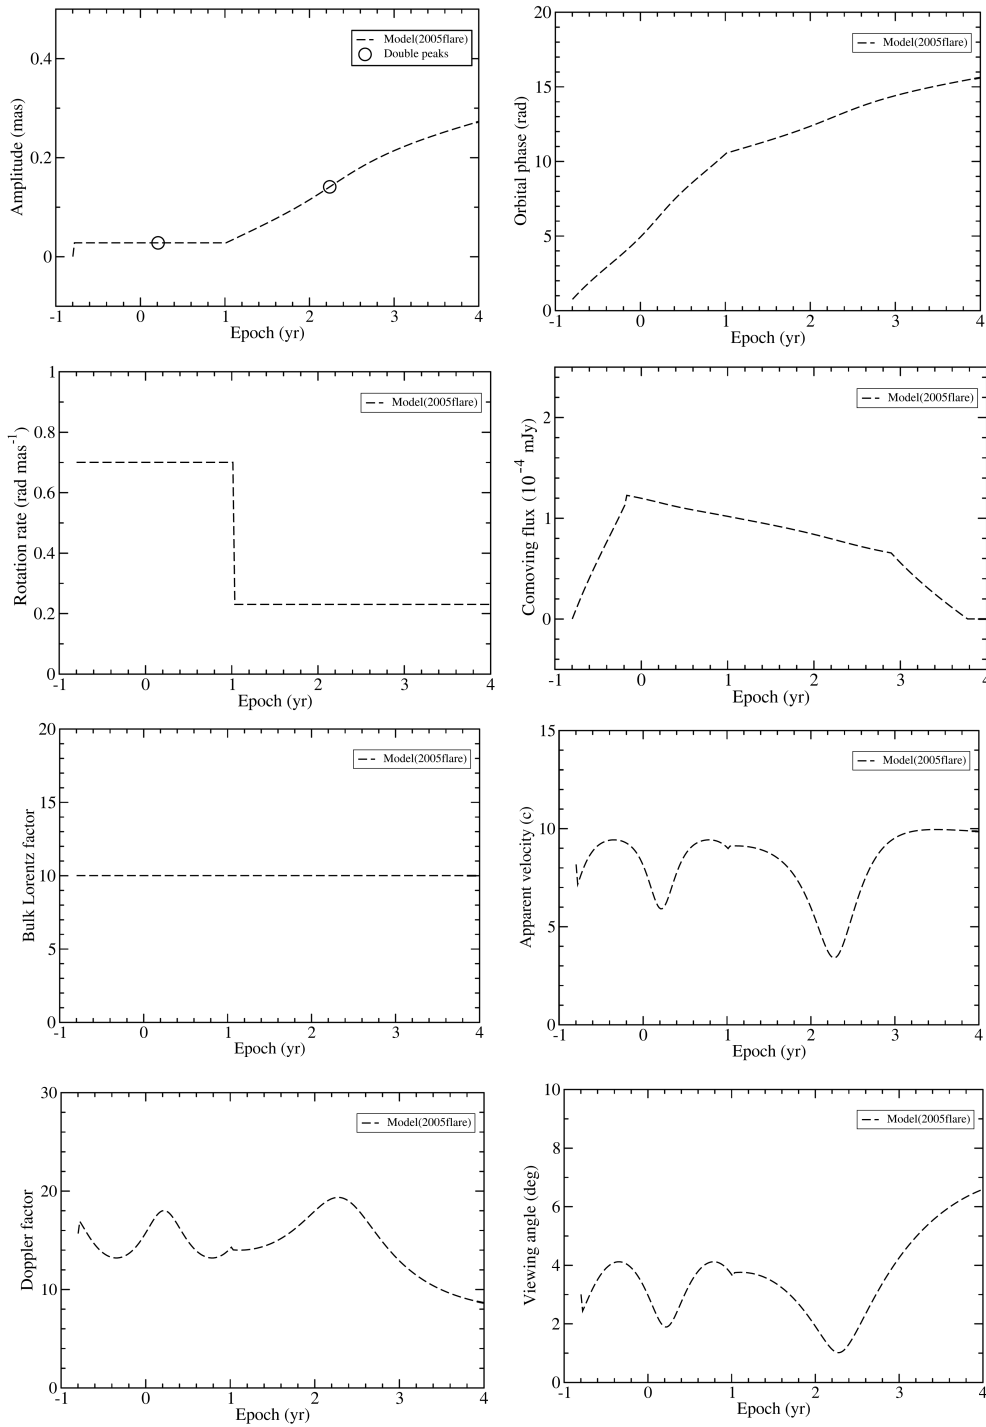 Model(2005flare)
Double peaks
Amplitude (mas)
0.4
0.2
0
-1 0 1 2 3 4
Epoch (yr)
Model(2005flare)
Orbital phase (rad)
20
15
10
5
0
-1 0 1 2 3 4
Epoch (yr)
Model(2005flare)
Rotation rate (rad mas-1)
1
0.8
0.6
0.4
0.2
0
-1 0 1 2 3 4
Epoch (yr)
Model(2005flare)
Comoving flux (10-4 mJy)
2
1
0
-1 0 1 2 3 4
Epoch (yr)
Model(2005flare)
Bulk Lorentz factor
20
15
10
5
0
-1 0 1 2 3 4
Epoch (yr)
Model(2005flare)
Apparent velocity (c)
15
10
5
0
-1 0 1 2 3 4
Epoch (yr)
Model(2005flare)
Doppler factor
30
20
10
0
-1 0 1 2 3 4
Epoch (yr)
Model(2005flare)
Viewing angle (deg)
10
8
6
4
2
0
-1 0 1 2 3 4
Epoch (yr)